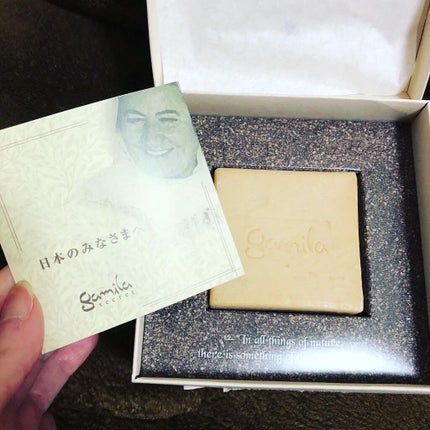 日本のみなさまへ
gamila
secret
gamila
In all things of nature
there is something of